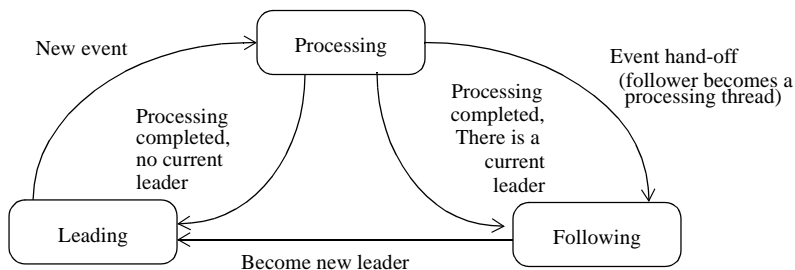 Processing
New event
Event hand-off
(follower becomes a
processing thread)
Processing
completed,
no current
leader
Processing
completed,
There is a
current
leader
Leading
Following
Become new leader